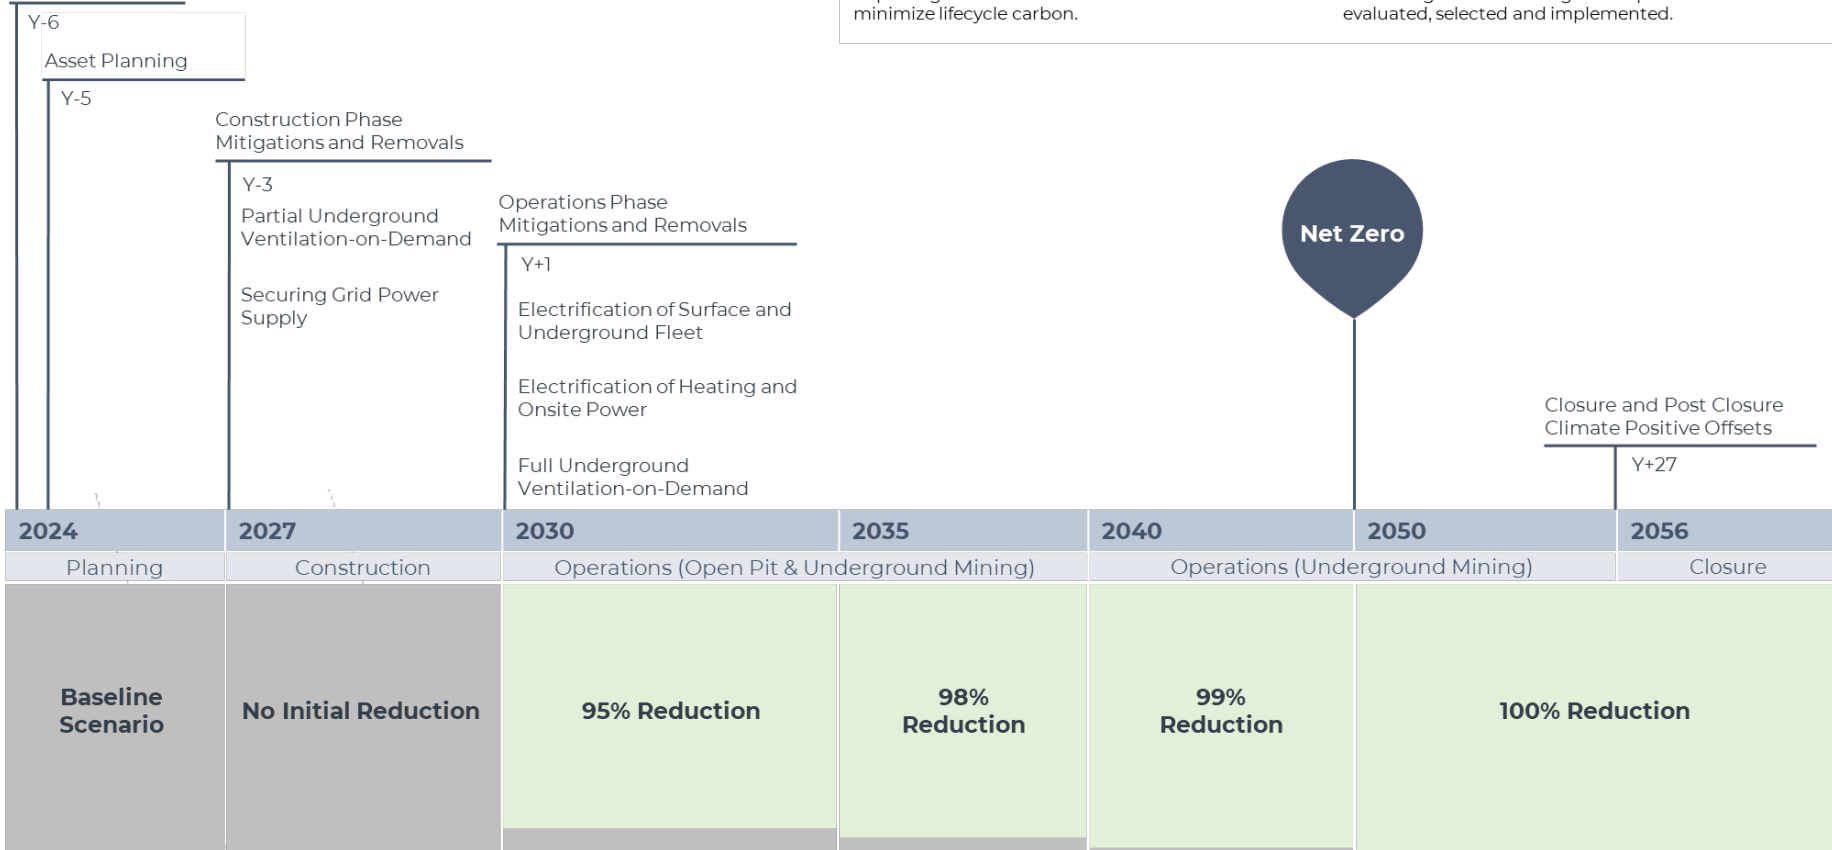 minimize lifecycle carbon.
evaluated, selected and implemented.
Y-6
Asset Planning
Y-5
Construction Phase
Mitigations and Removals
Y-3
Partial Underground
Ventilation-on-Demand
Securing Grid Power
Supply
Operations Phase
Mitigations and Removals
Y+1
Electrification of Surface and
Underground Fleet
Electrification of Heating and
Onsite Power
Full Underground
Ventilation-on-Demand
Net Zero
Closure and Post Closure
Climate Positive Offsets
Y+27
2024
2027
2030
2035
2040
2050
2056
Planning
Construction
Operations (Open Pit & Underground Mining)
Operations (Underground Mining)
Closure
Baseline
Scenario
No Initial Reduction
95% Reduction
98%
Reduction
99%
Reduction
100% Reduction